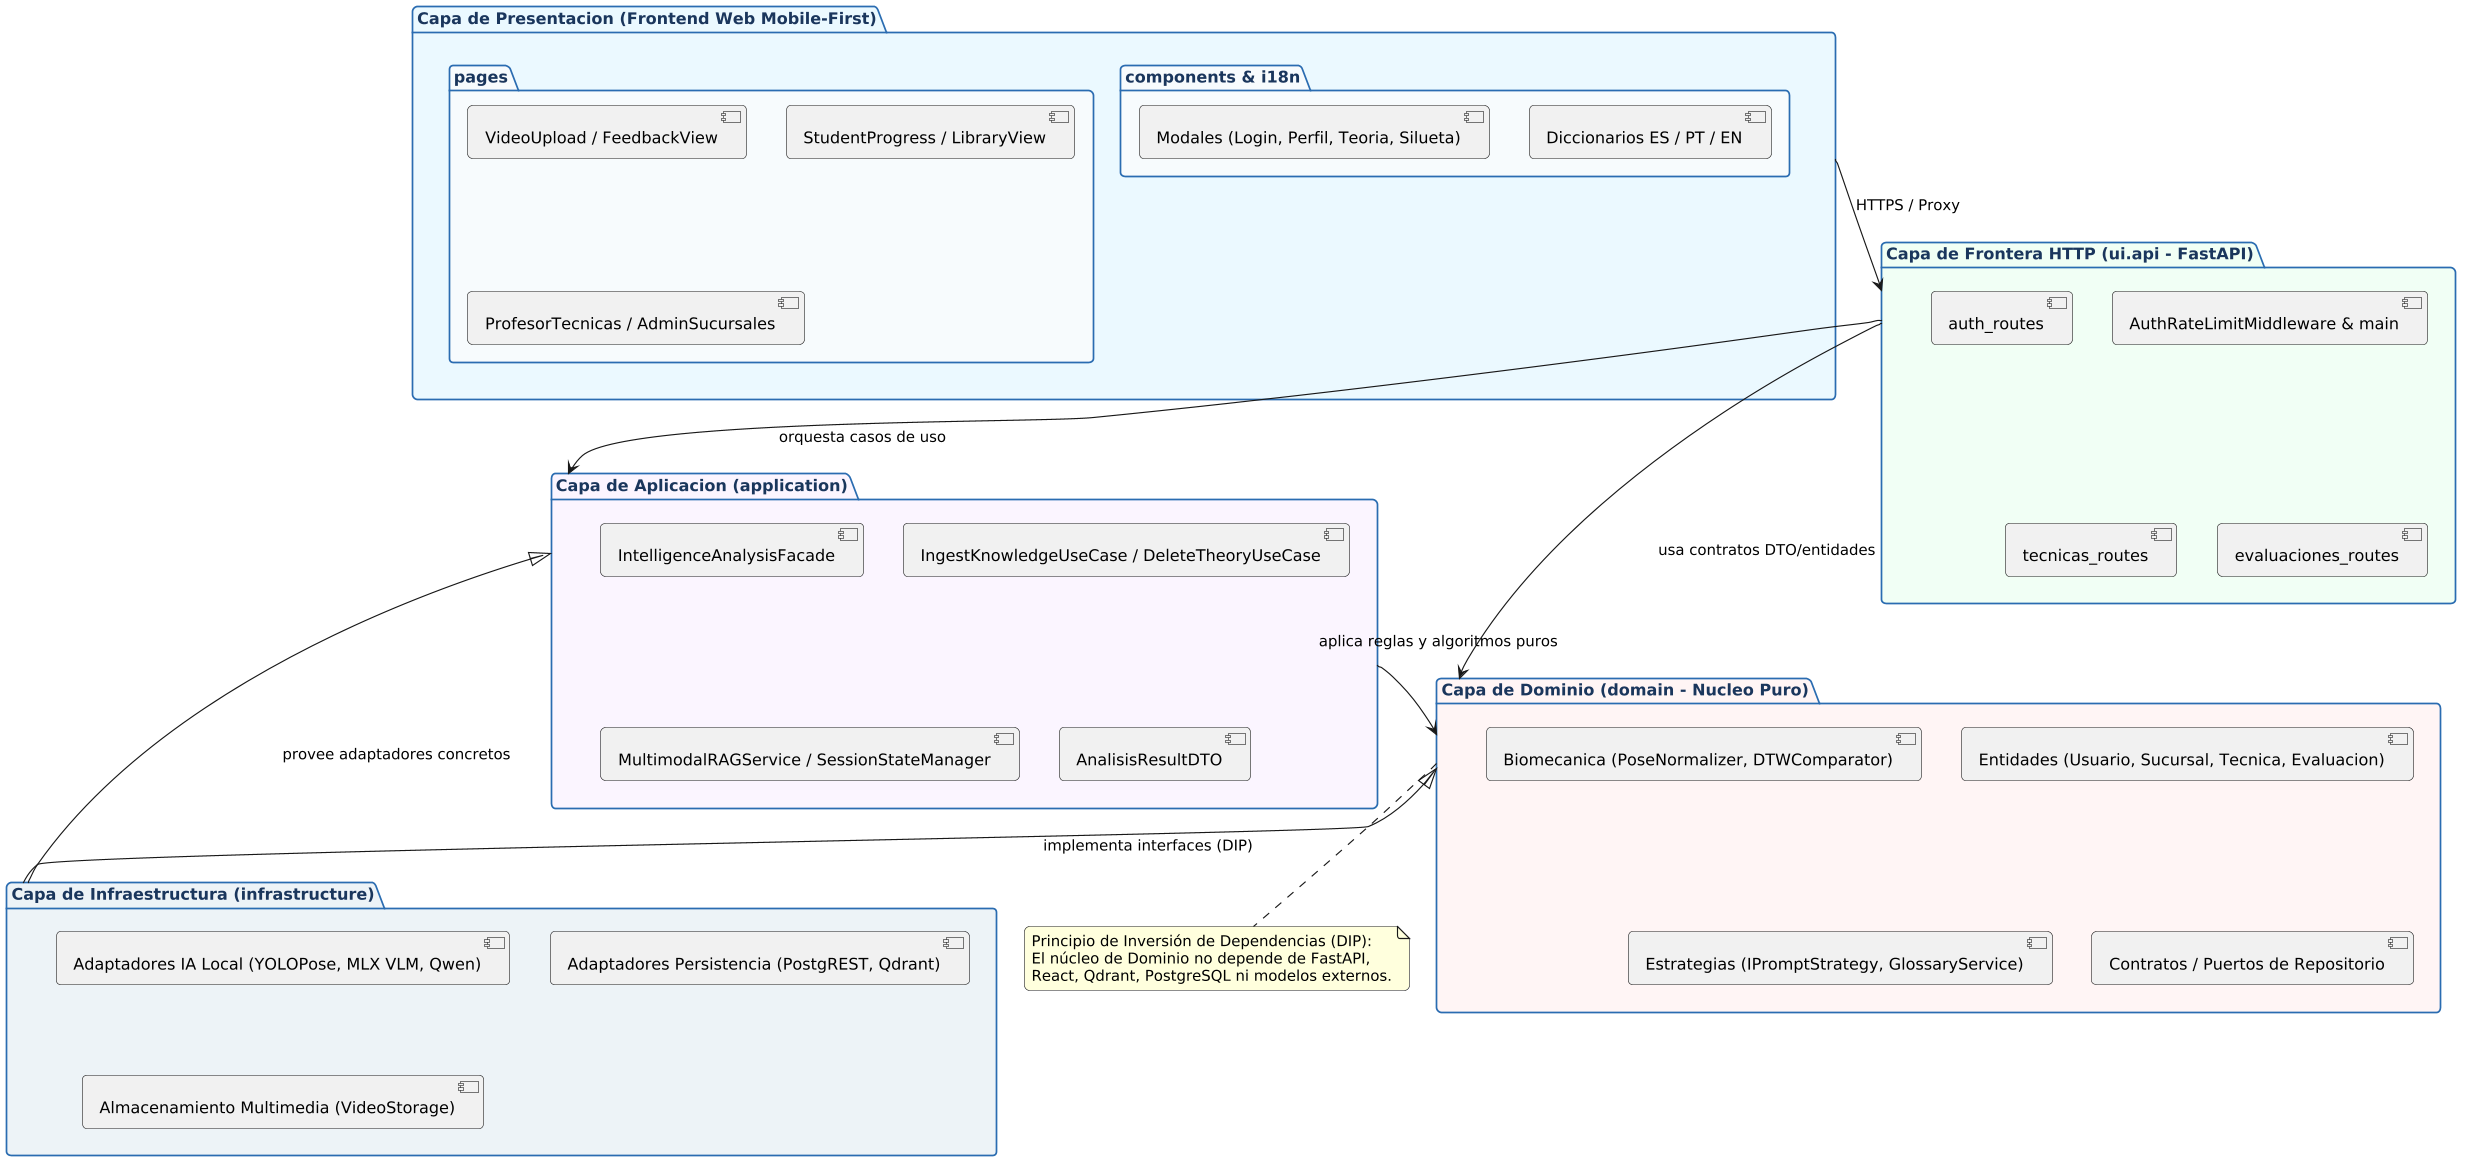 Capa de Presentacion (Frontend Web Mobile-First)
pages
VideoUpload / FeedbackView
StudentProgress / LibraryView
ProfesorTecnicas / AdminSucursales
components & i18n
Modales (Login, Perfil, Teoria, Silueta)
Diccionarios ES / PT / EN
HTTPS / Proxy
Capa de Frontera HTTP (ui.api - FastAPI)
auth_routes
AuthRateLimitMiddleware & main
tecnicas_routes
evaluaciones_routes
orquesta casos de uso
usa contratos DTO/entidades
Capa de Aplicacion (application)
IntelligenceAnalysisFacade
IngestKnowledgeUseCase / DeleteTheoryUseCase
MultimodalRAGService / SessionStateManager
AnalisisResultDTO
aplica reglas y algoritmos puros
Capa de Dominio (domain - Nucleo Puro)
Biomecanica (PoseNormalizer, DTWComparator)
Entidades (Usuario, Sucursal, Tecnica, Evaluacion)
Estrategias (IPromptStrategy, GlossaryService)
Contratos / Puertos de Repositorio
provee adaptadores concretos
implementa interfaces (DIP)
Capa de Infraestructura (infrastructure)
Adaptadores IA Local (YOLOPose, MLX VLM, Qwen)
Adaptadores Persistencia (PostgREST, Qdrant)
Almacenamiento Multimedia (VideoStorage)
Principio de Inversión de Dependencias (DIP):
El núcleo de Dominio no depende de FastAPI,
React, Qdrant, PostgreSQL ni modelos externos.